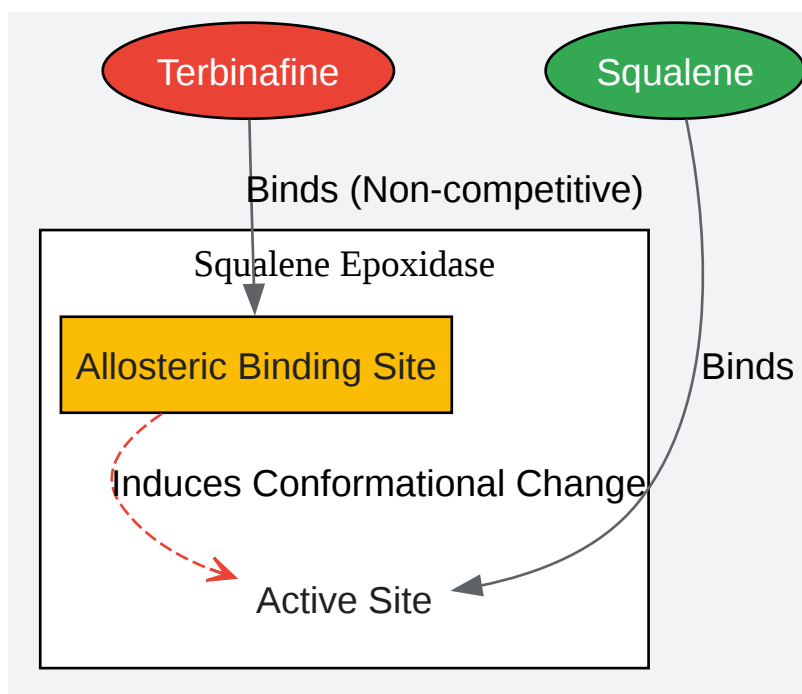 Terbinafine
Squalene
Binds (Non-competitive)
Squalene Epoxidase
Allosteric Binding Site
Binds
Induces Conformational Change
Active Site